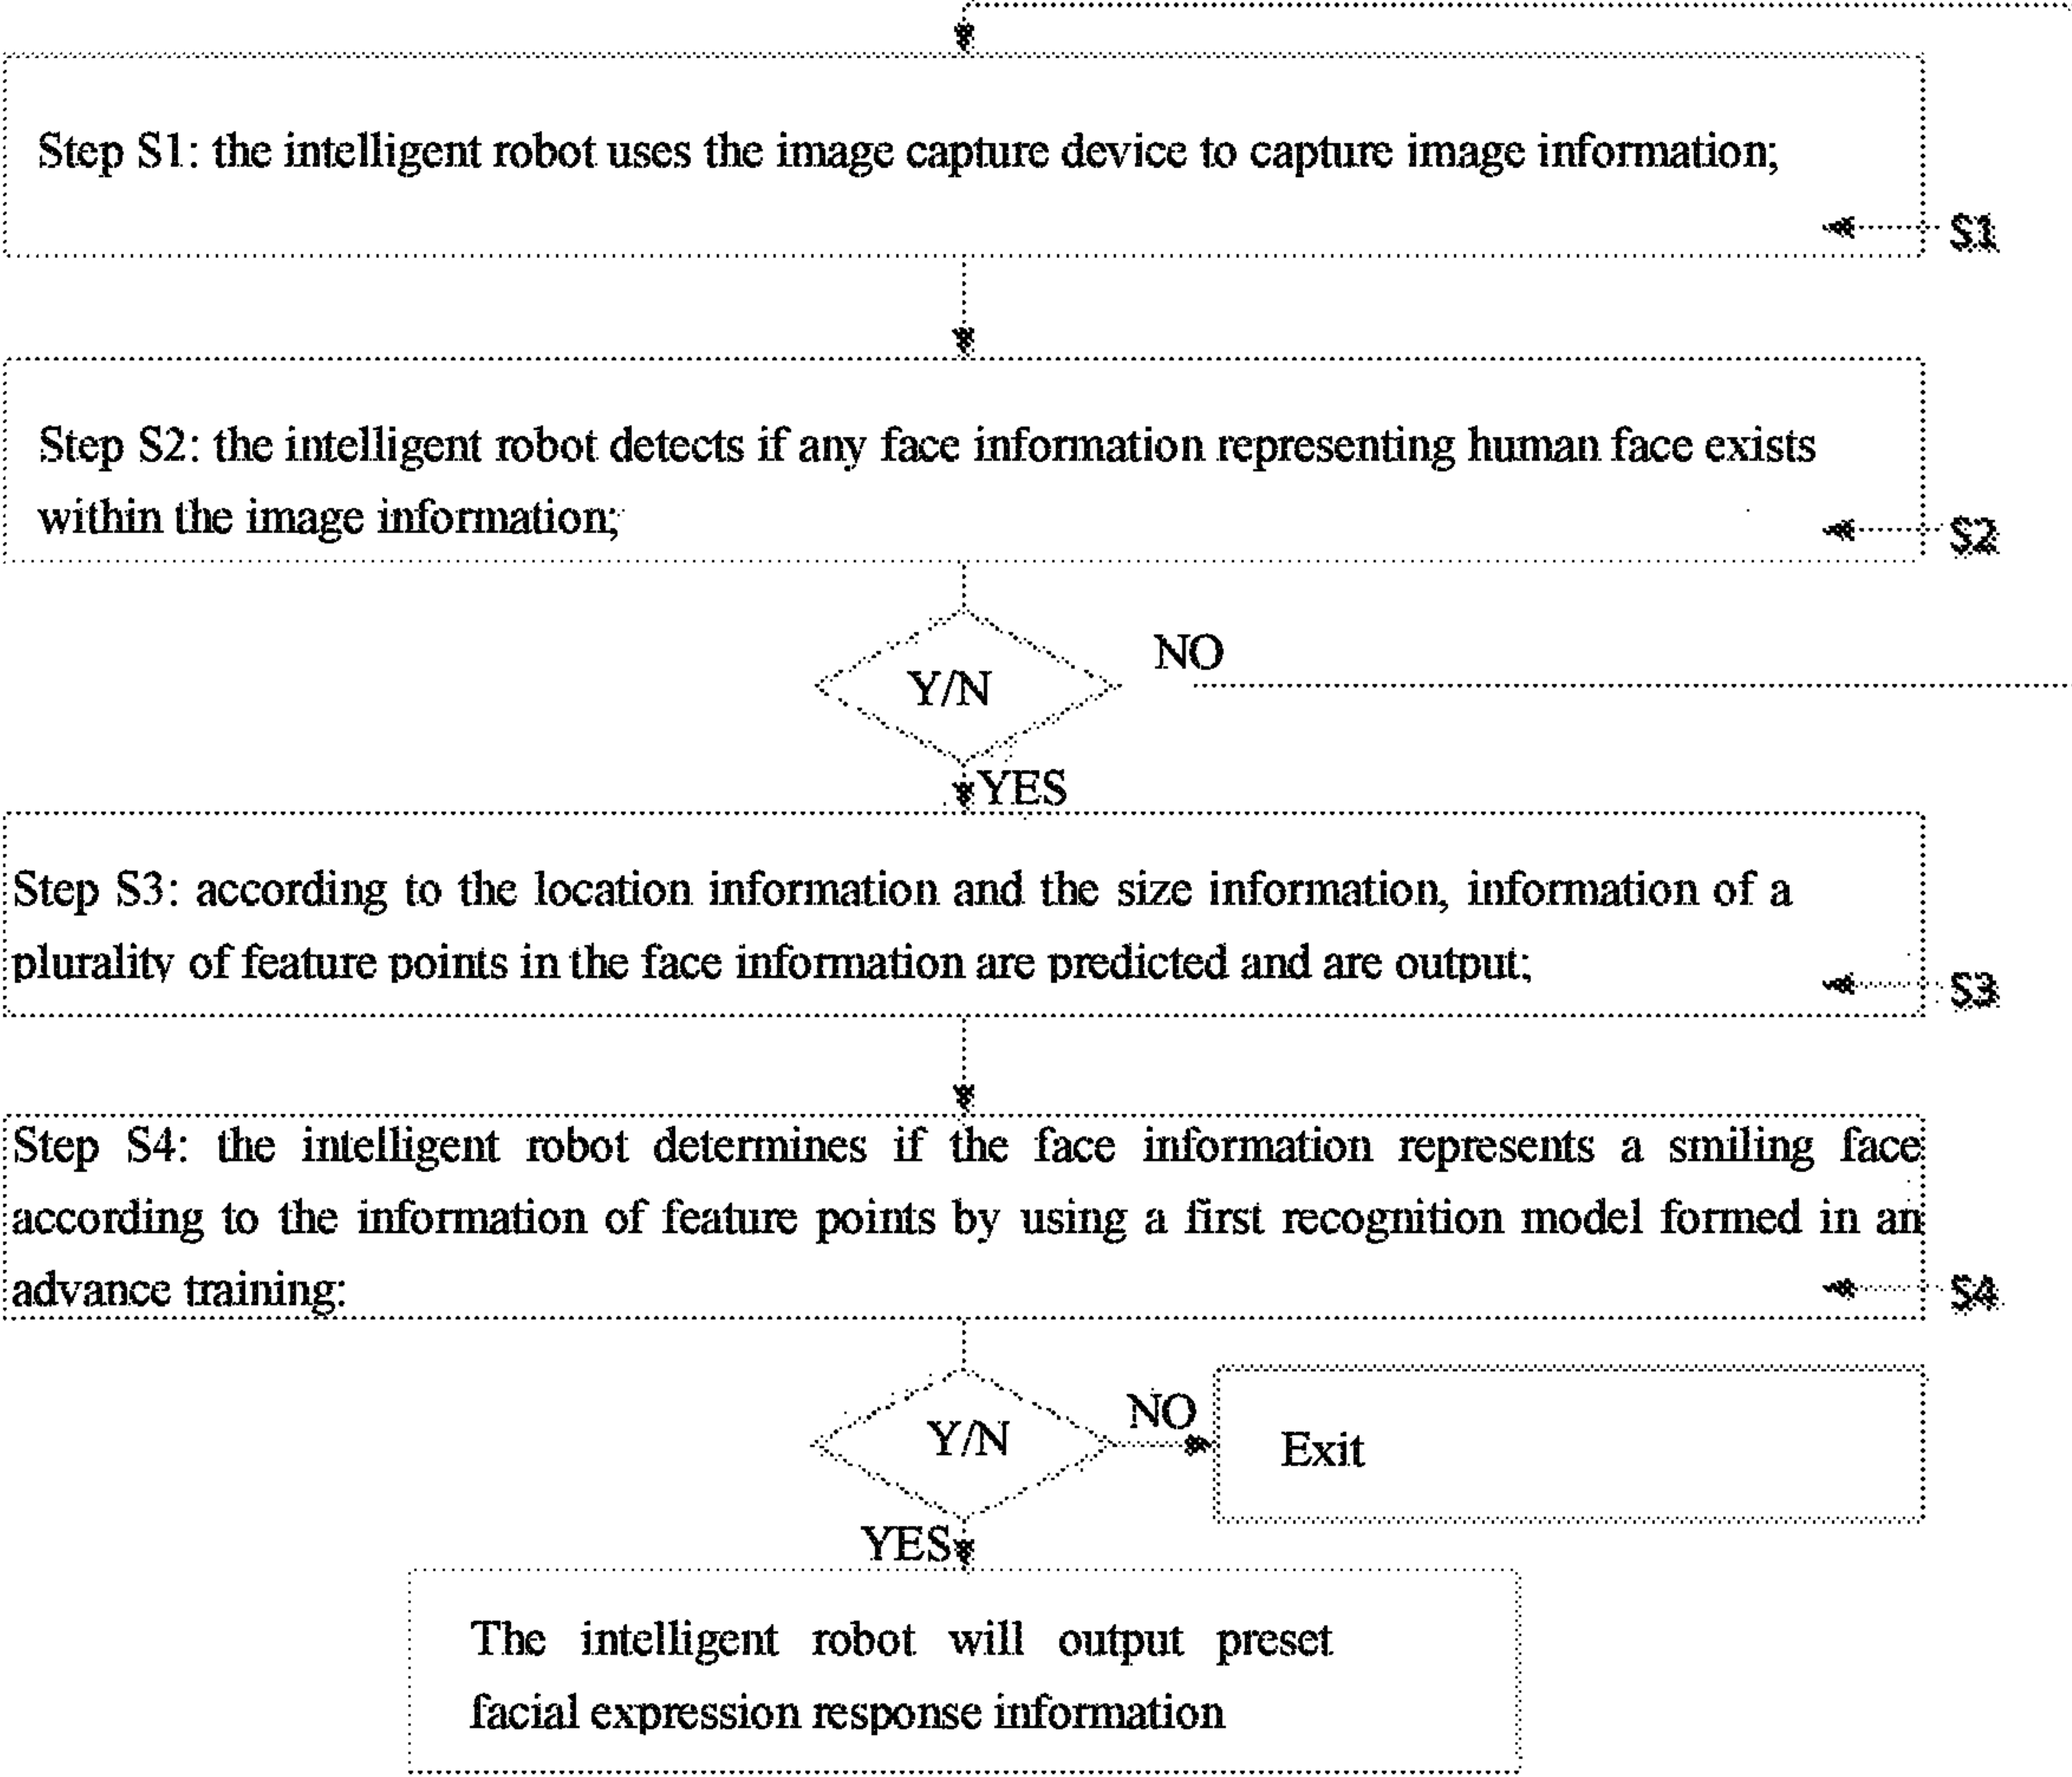 Step S1: the intelligent robot uses the image capture device to capture image information;
S1
Step S2: the intelligent robot detects if any face information representing human face exists
within the image information;
S2
Y/N
NO
YES
Step S3: according to the location information and the size information, information of a
plurality of feature points in the face information are predicted and are output;
S3
Step S4: the intelligent robot determines if the face information represents a smiling face
according to the information of feature points by using a first recognition model formed in an
advance training:
S4
Y/N
NO
Exit
YES
The intelligent robot will output preset
facial expression response information